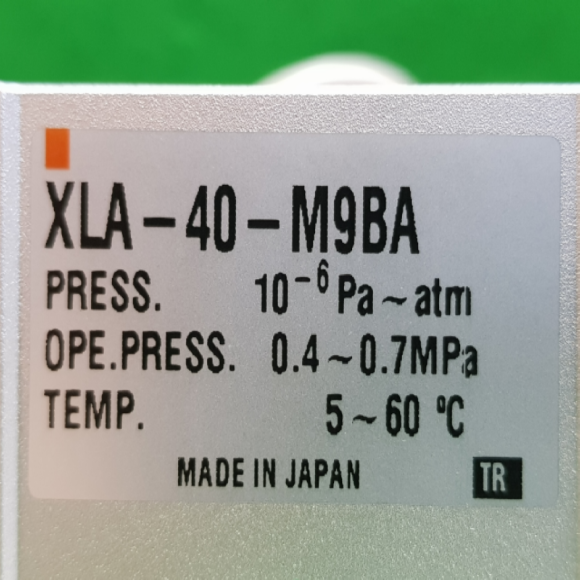 XLA-40-M9BA
PRESS. 10⁻⁶ Pa~atm
OPE.PRESS. 0.4~0.7MPa
TEMP. 5~60 ℃
MADE IN JAPAN TR